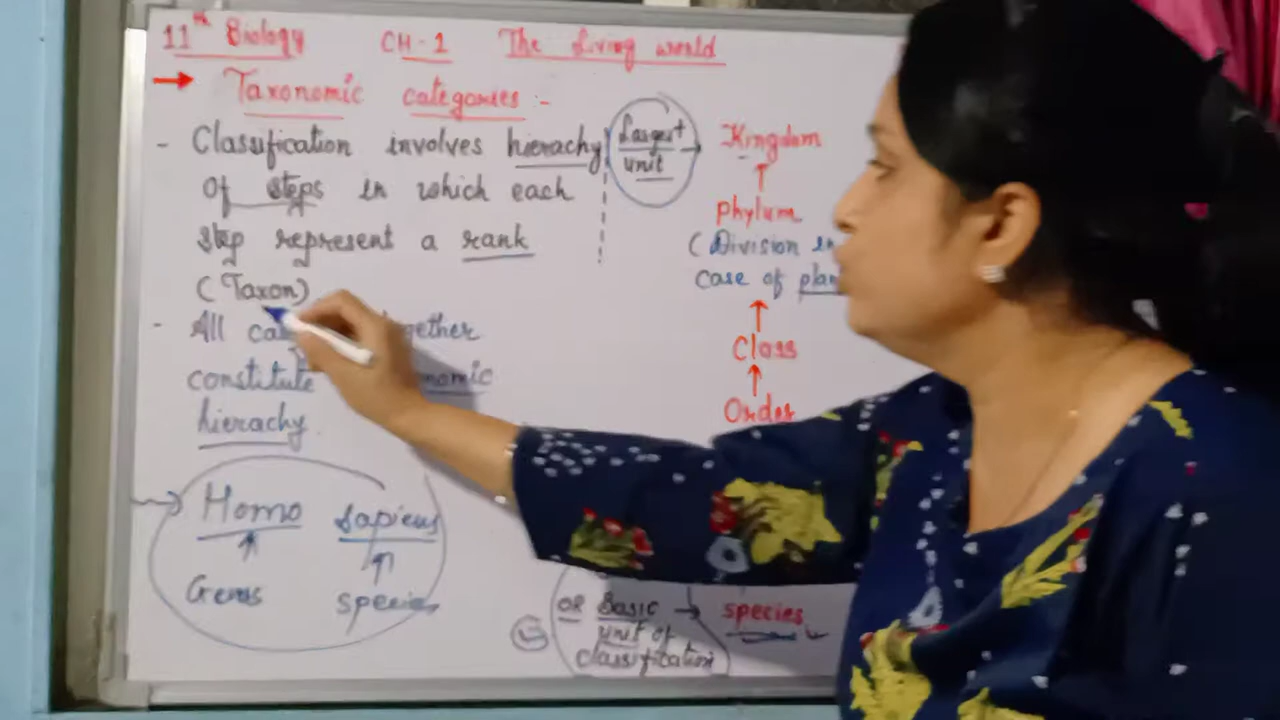 11th Biology CH-1 The Living world
→ Taxonomic categories :-
- Classification involves hierachy
of steps in which each
step represent a rank
(Taxon)
- All together
constitute
hierachy.
Homo Sapiens
Genus species
Largest
unit →
Kingdom
↑
phylum
(Division in
case of
↑
Class
↑
Order
OR Basic → species
unit of
classification